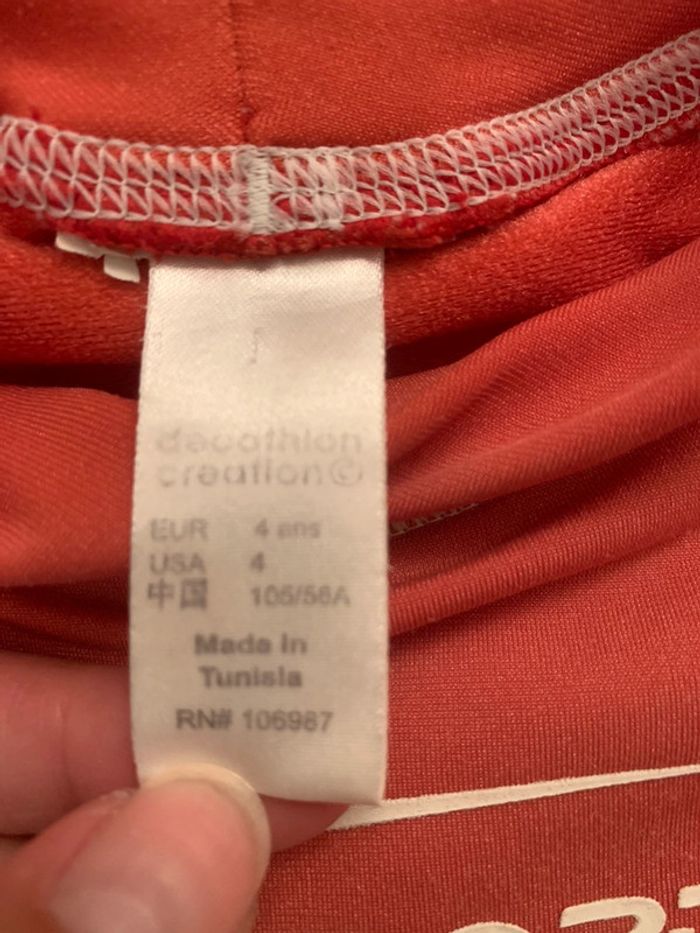 decathlon
creation©
EUR 4 ans
USA 4
中国 105/56A
Made in
Tunisia
RN# 106987